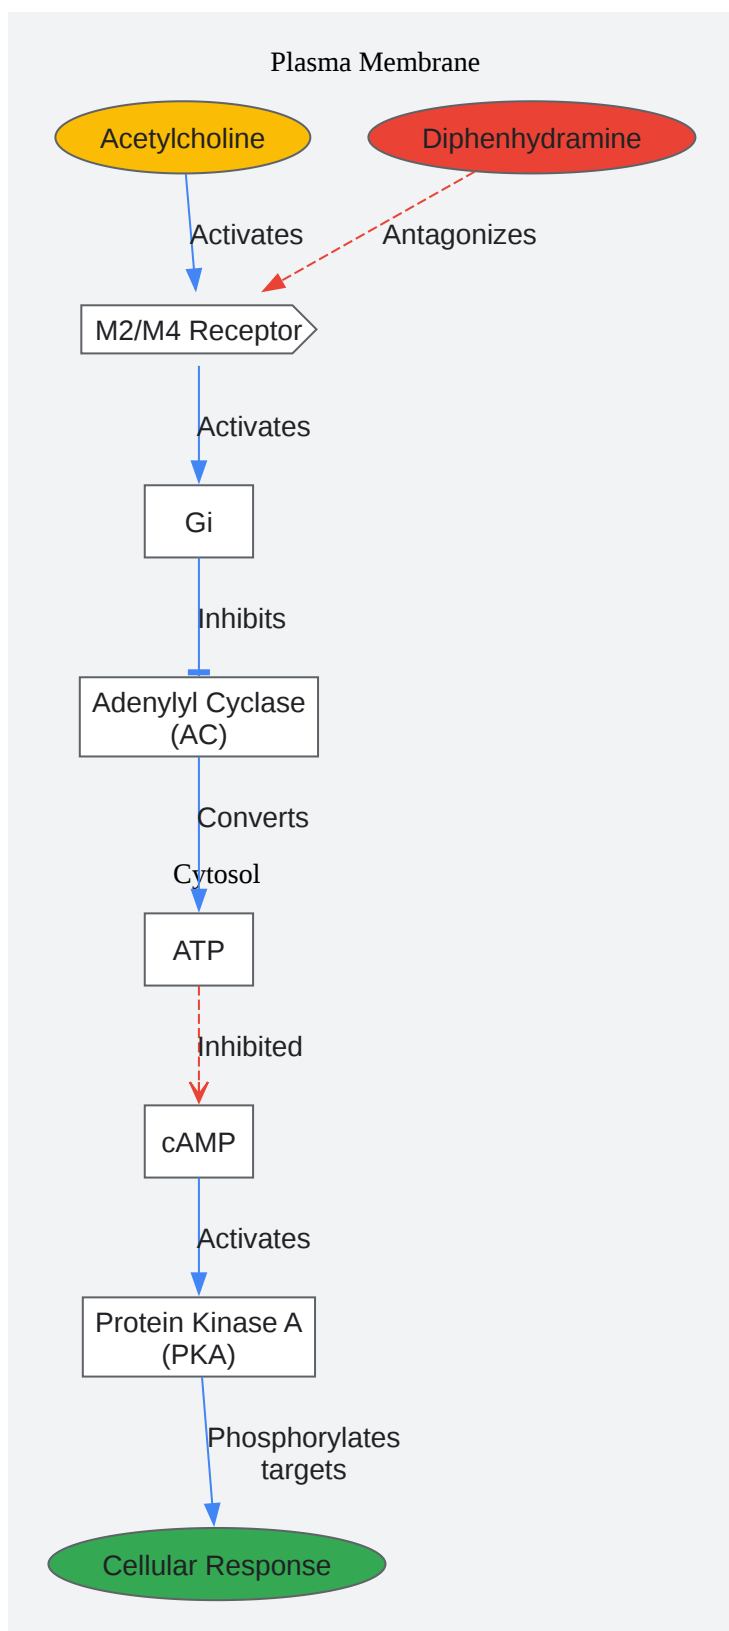 Plasma Membrane
Acetylcholine
Diphenhydramine
Activates
Antagonizes
M2/M4 Receptor
Activates
Gi
Inhibits
Adenylyl Cyclase
(AC)
Converts
Cytosol
ATP
Inhibited
cAMP
Activates
Protein Kinase A
(PKA)
Phosphorylates
targets
Cellular Response